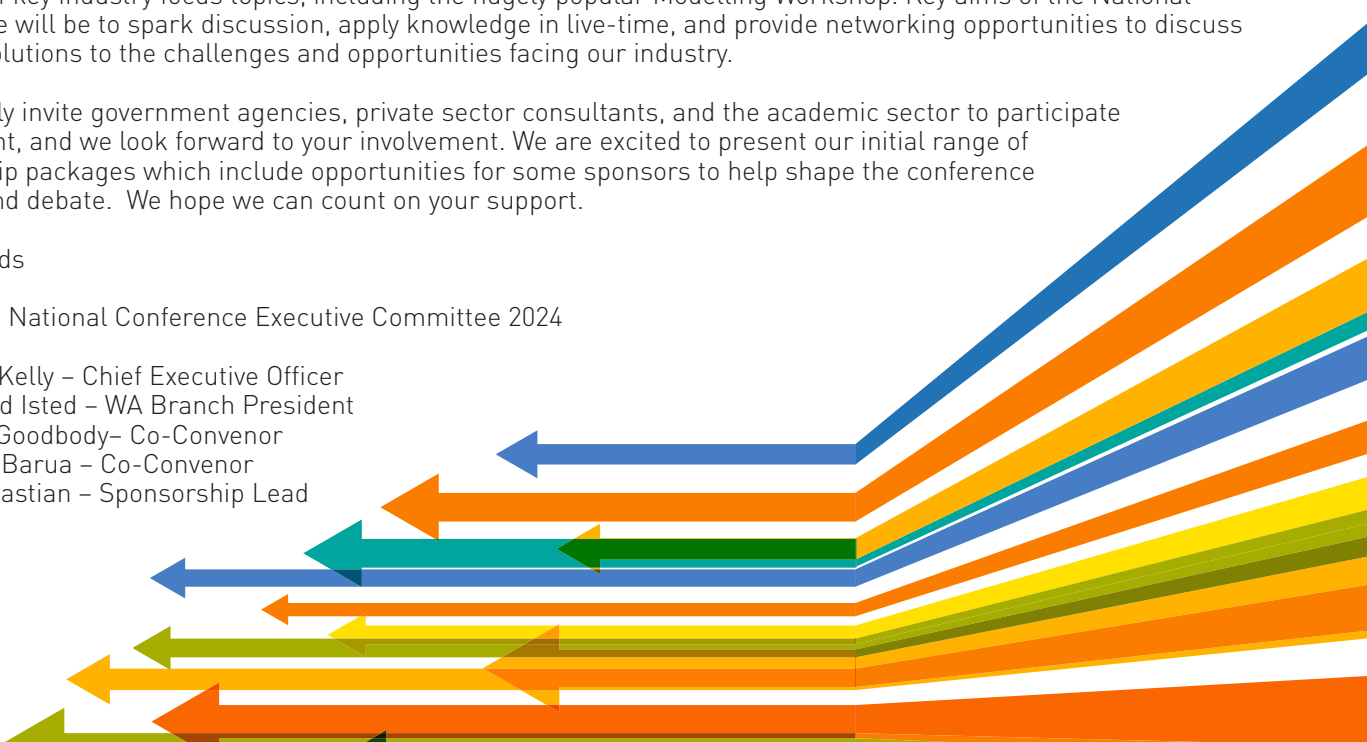 key industry focus topics, including the hugely popular Modelling Workshop. Key aims of the National
will be to spark discussion, apply knowledge in live-time, and provide networking opportunities to discuss
olutions to the challenges and opportunities facing our industry.
ly invite government agencies, private sector consultants, and the academic sector to participate
nt, and we look forward to your involvement. We are excited to present our initial range of
ip packages which include opportunities for some sponsors to help shape the conference
nd debate.  We hope we can count on your support.
ds
National Conference Executive Committee 2024
Kelly – Chief Executive Officer
d Isted – WA Branch President
Goodbody– Co-Convenor
Barua – Co-Convenor
astian – Sponsorship Lead